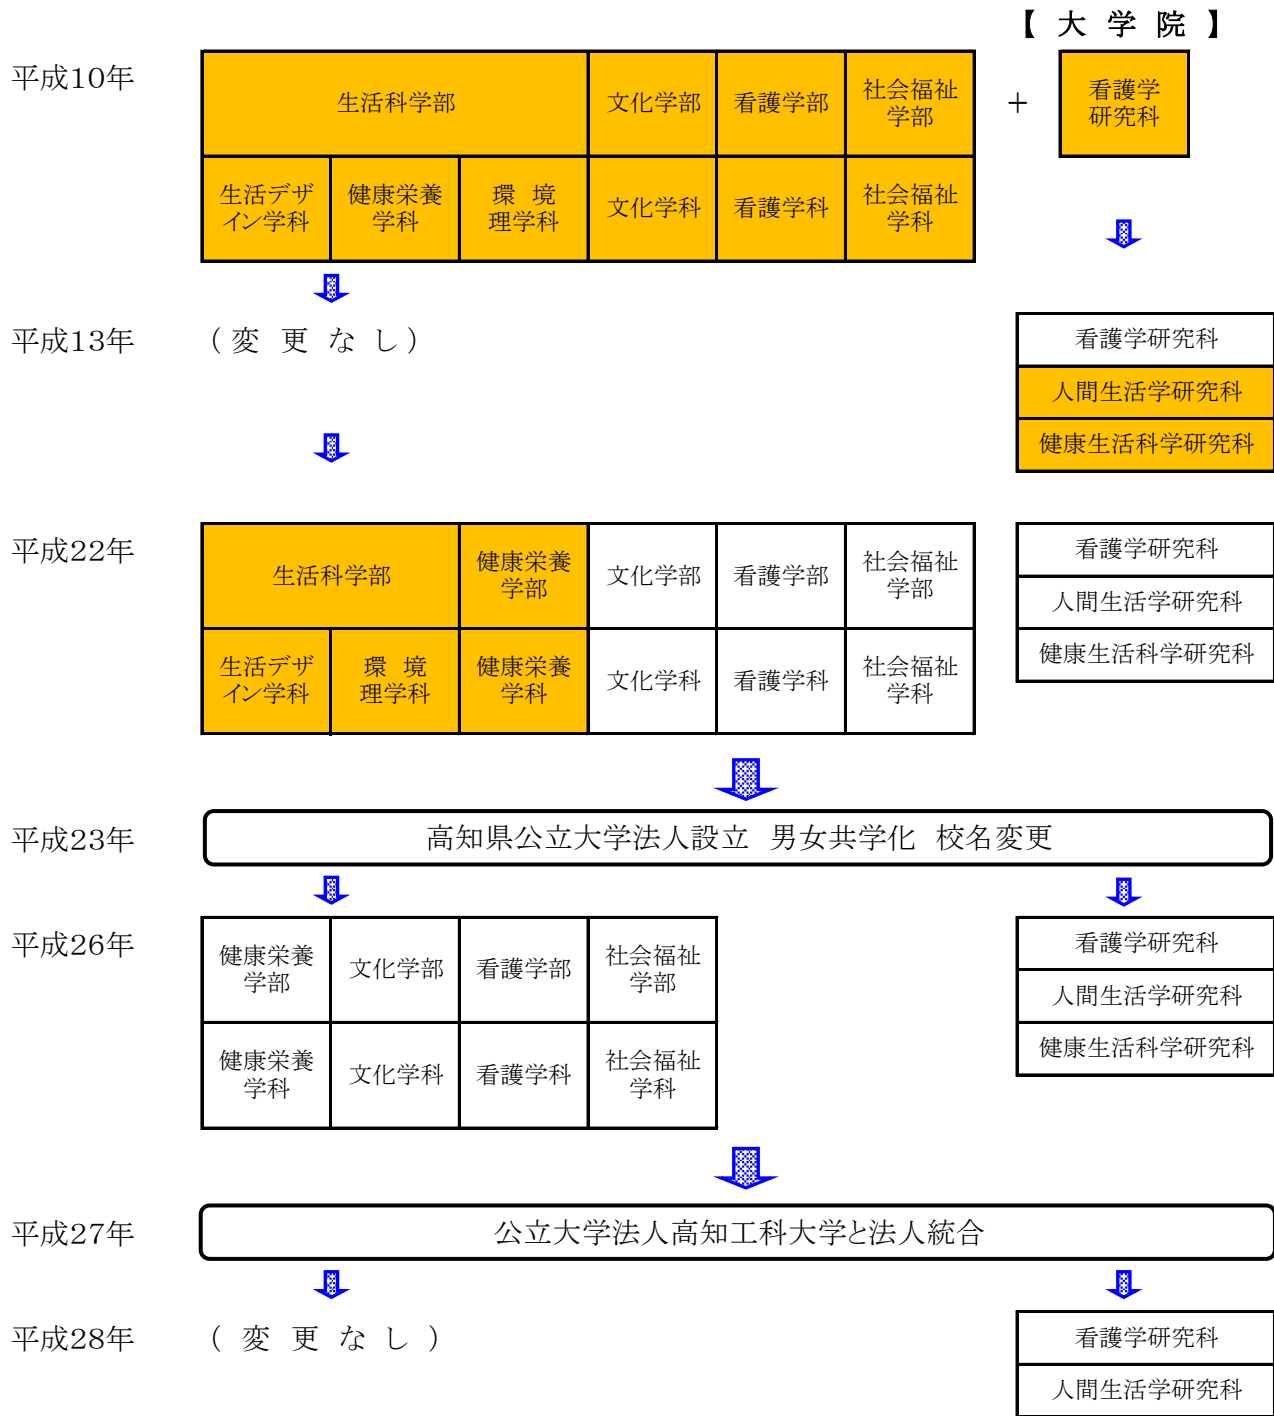 【 大 学 院 】
平成10年
生活科学部
文化学部
看護学部
社会福祉
学部
+
看護学
研究科
生活デザ
イン学科
健康栄養
学科
環 境
理学科
文化学科
看護学科
社会福祉
学科
平成13年
（ 変 更 な し ）
看護学研究科
人間生活学研究科
健康生活科学研究科
平成22年
生活科学部
健康栄養
学部
文化学部
看護学部
社会福祉
学部
生活デザ
イン学科
環 境
理学科
健康栄養
学科
文化学科
看護学科
社会福祉
学科
看護学研究科
人間生活学研究科
健康生活科学研究科
平成23年
高知県公立大学法人設立 男女共学化 校名変更
平成26年
健康栄養
学部
文化学部
看護学部
社会福祉
学部
健康栄養
学科
文化学科
看護学科
社会福祉
学科
看護学研究科
人間生活学研究科
健康生活科学研究科
平成27年
公立大学法人高知工科大学と法人統合
平成28年
（ 変 更 な し ）
看護学研究科
人間生活学研究科